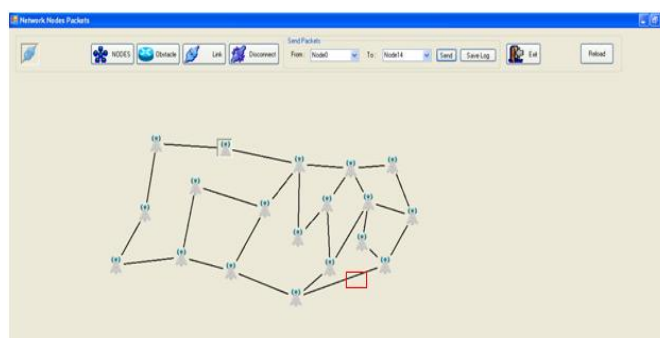 Network Nodes Packets
Send Packets
NODES Obstacle Link Disconnect From: Node0 To: Node14 Send Save Log Exit Reload